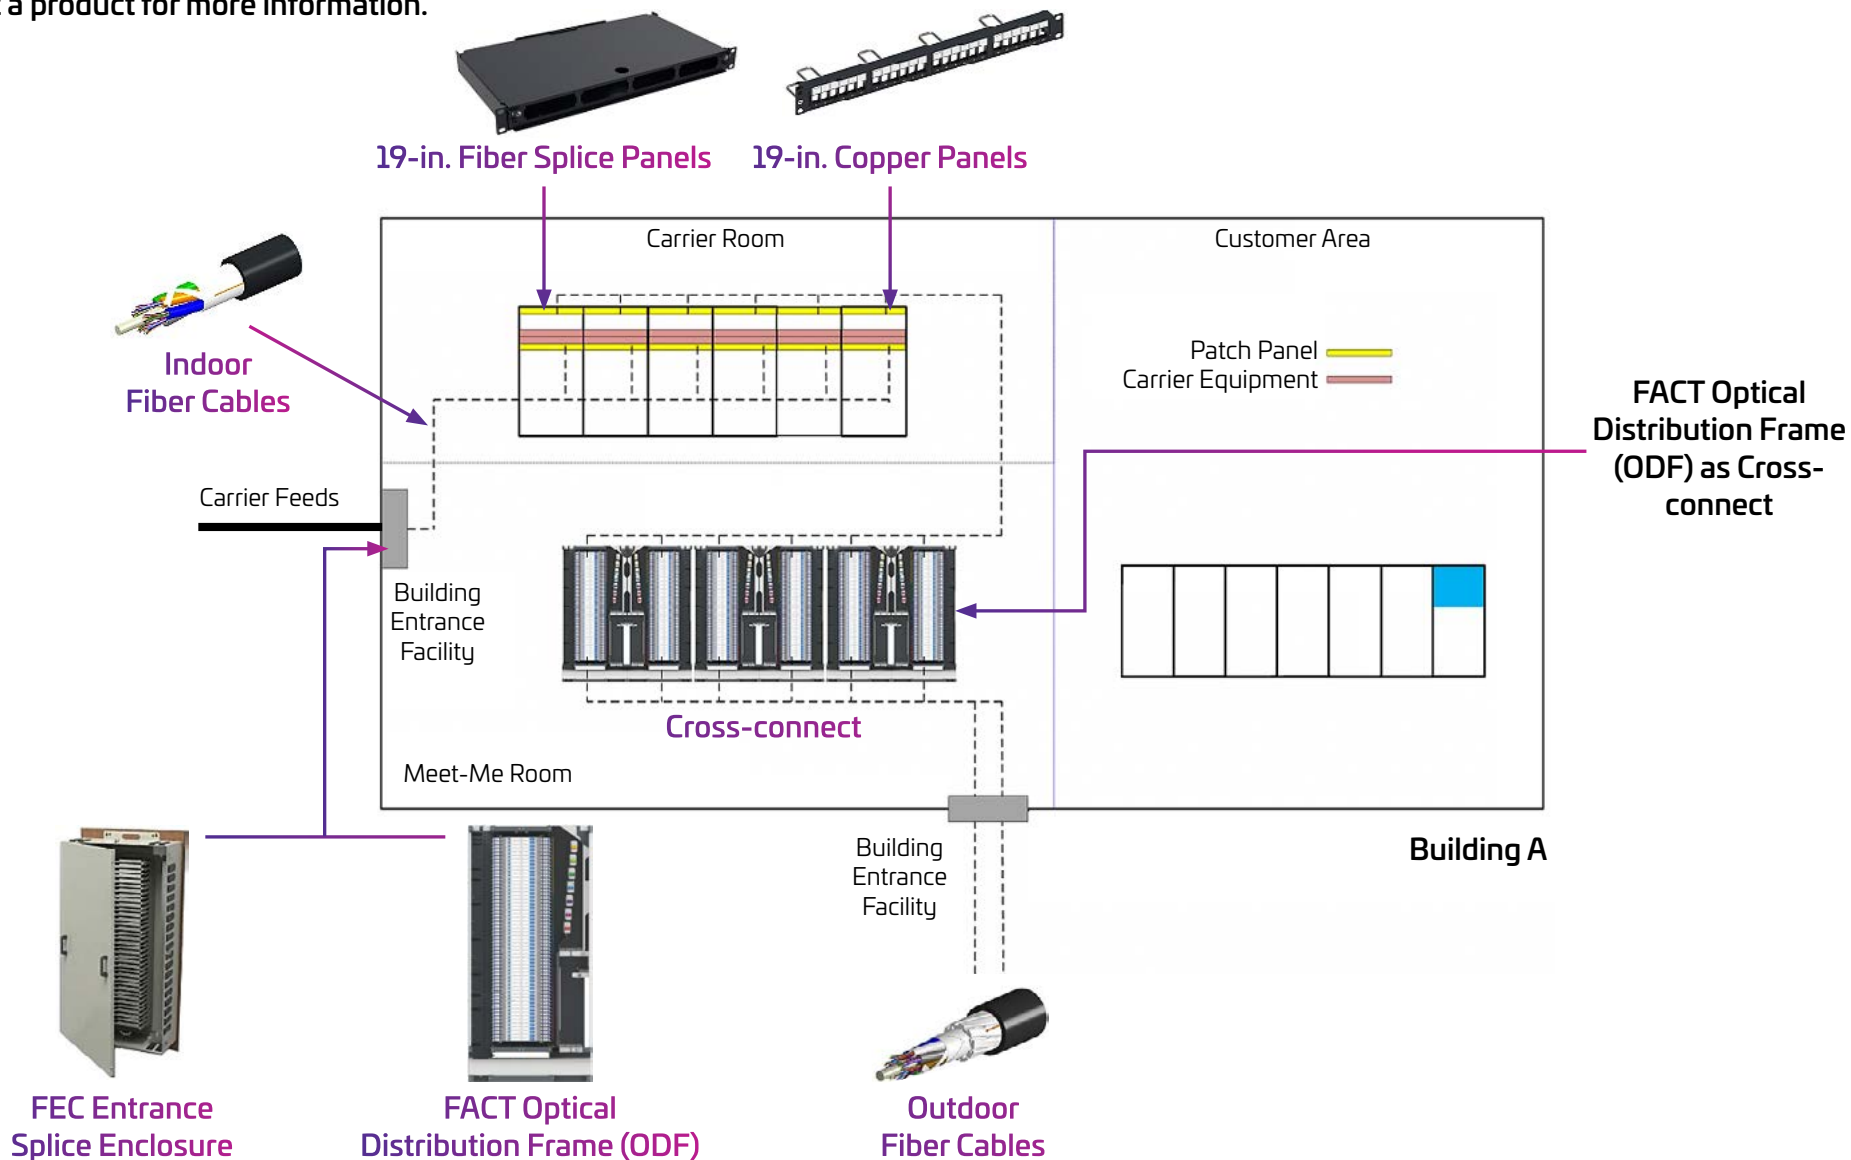 a product for more information.
19-in. Fiber Splice Panels
19-in. Copper Panels
Carrier Room
Customer Area
Indoor
Fiber Cables
Patch Panel
Carrier Equipment
FACT Optical
Distribution Frame
(ODF) as Cross-
connect
Carrier Feeds
Building
Entrance
Facility
Cross-connect
Meet-Me Room
Building
Entrance
Facility
Building A
FEC Entrance
Splice Enclosure
FACT Optical
Distribution Frame (ODF)
Outdoor
Fiber Cables